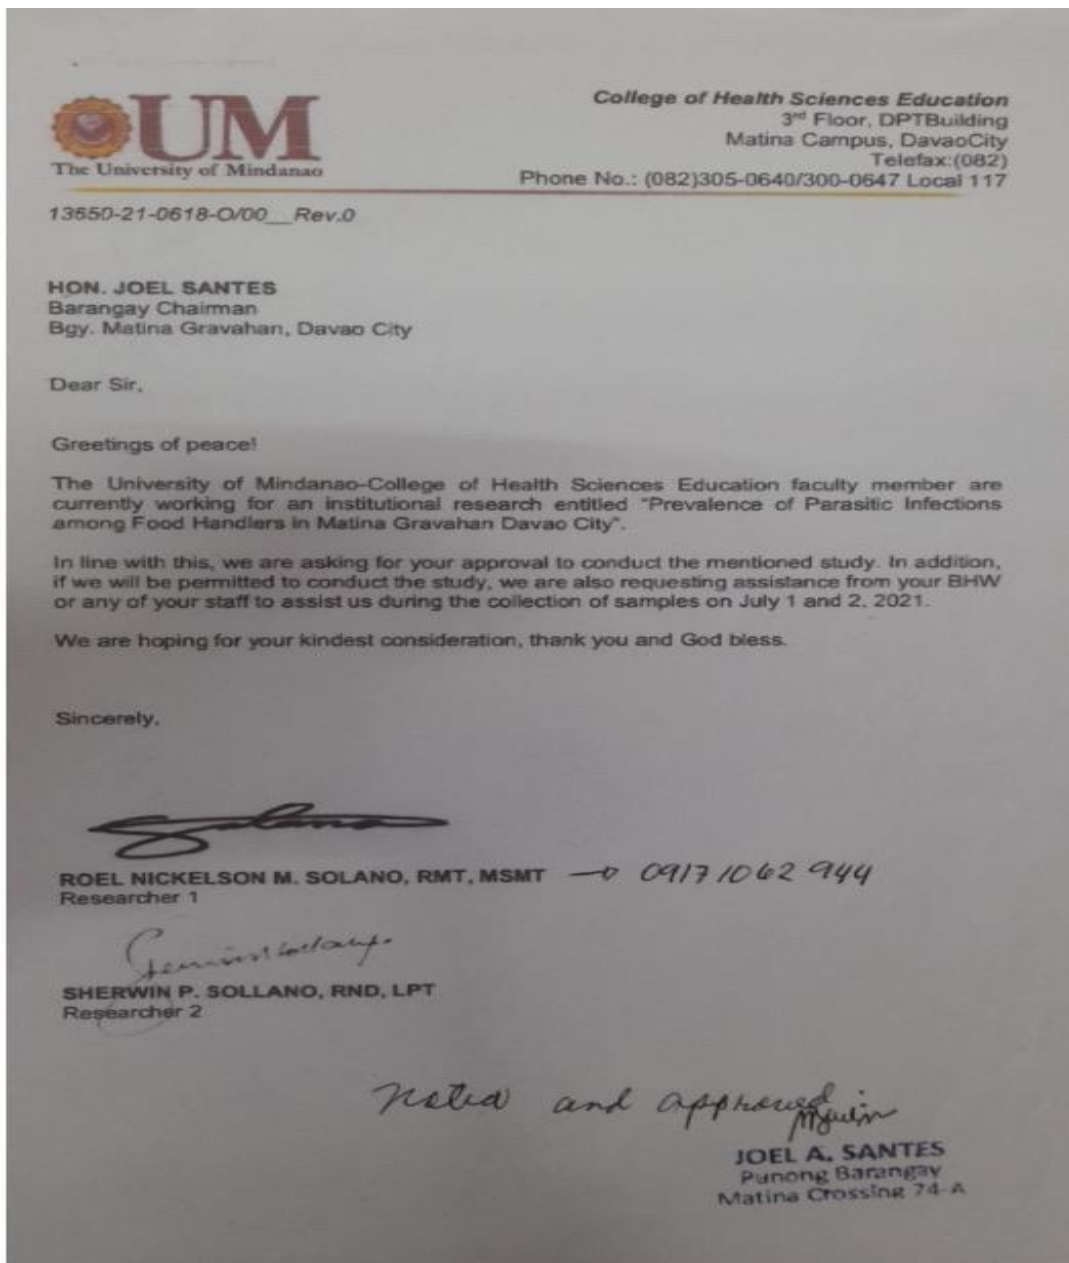 UM
The University of Mindanao
College of Health Sciences Education
3rd Floor, DPTBuilding
Matina Campus, DavaoCity
Telefax:(082)
Phone No.: (082)305-0640/300-0647 Local 117
13650-21-0618-O/00__Rev.0
HON. JOEL SANTES
Barangay Chairman
Bgy. Matina Gravahan, Davao City
Dear Sir,
Greetings of peace!
The University of Mindanao-College of Health Sciences Education faculty member are
currently working for an institutional research entitled "Prevalence of Parasitic Infections
among Food Handlers in Matina Gravahan Davao City".
In line with this, we are asking for your approval to conduct the mentioned study. In addition,
if we will be permitted to conduct the study, we are also requesting assistance from your BHW
or any of your staff to assist us during the collection of samples on July 1 and 2, 2021.
We are hoping for your kindest consideration, thank you and God bless.
Sincerely,
ROEL NICKELSON M. SOLANO, RMT, MSMT → 09171062944
Researcher 1
SHERWIN P. SOLLANO, RND, LPT
Researcher 2
Noted and approved
JOEL A. SANTES
Punong Barangay
Matina Crossing 74-A